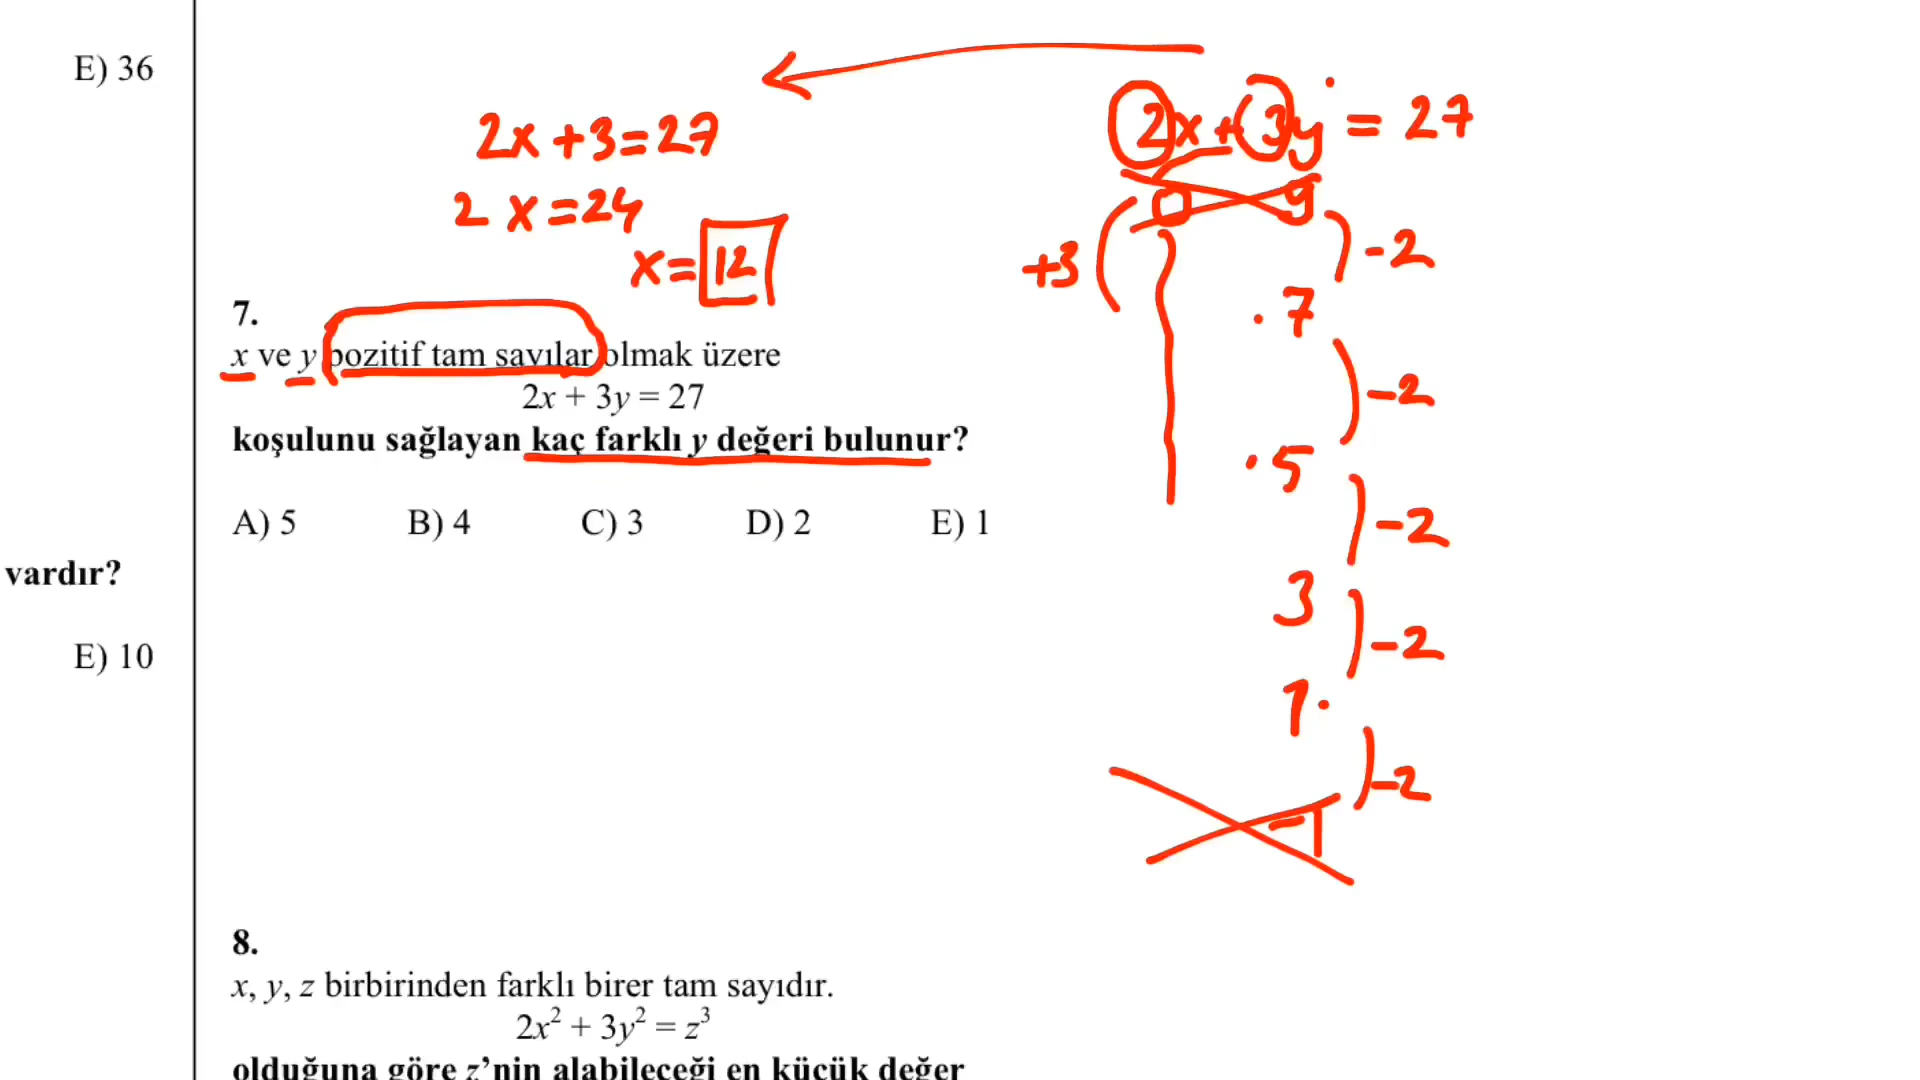 E) 36
vardır?
E) 10
7.
x ve y pozitif tam sayılar olmak üzere
2x + 3y = 27
koşulunu sağlayan kaç farklı y değeri bulunur?
A) 5 B) 4 C) 3 D) 2 E) 1
8.
x, y, z birbirinden farklı birer tam sayıdır.
2x² + 3y² = z³
olduğuna göre z’nin alabileceği en küçük değer
2x + 3 = 27
2 x = 24
x = 12
2x + 3y = 27
0 9
+3 -2
. 7
-2
. 5
-2
3
-2
1 .
-2
-1